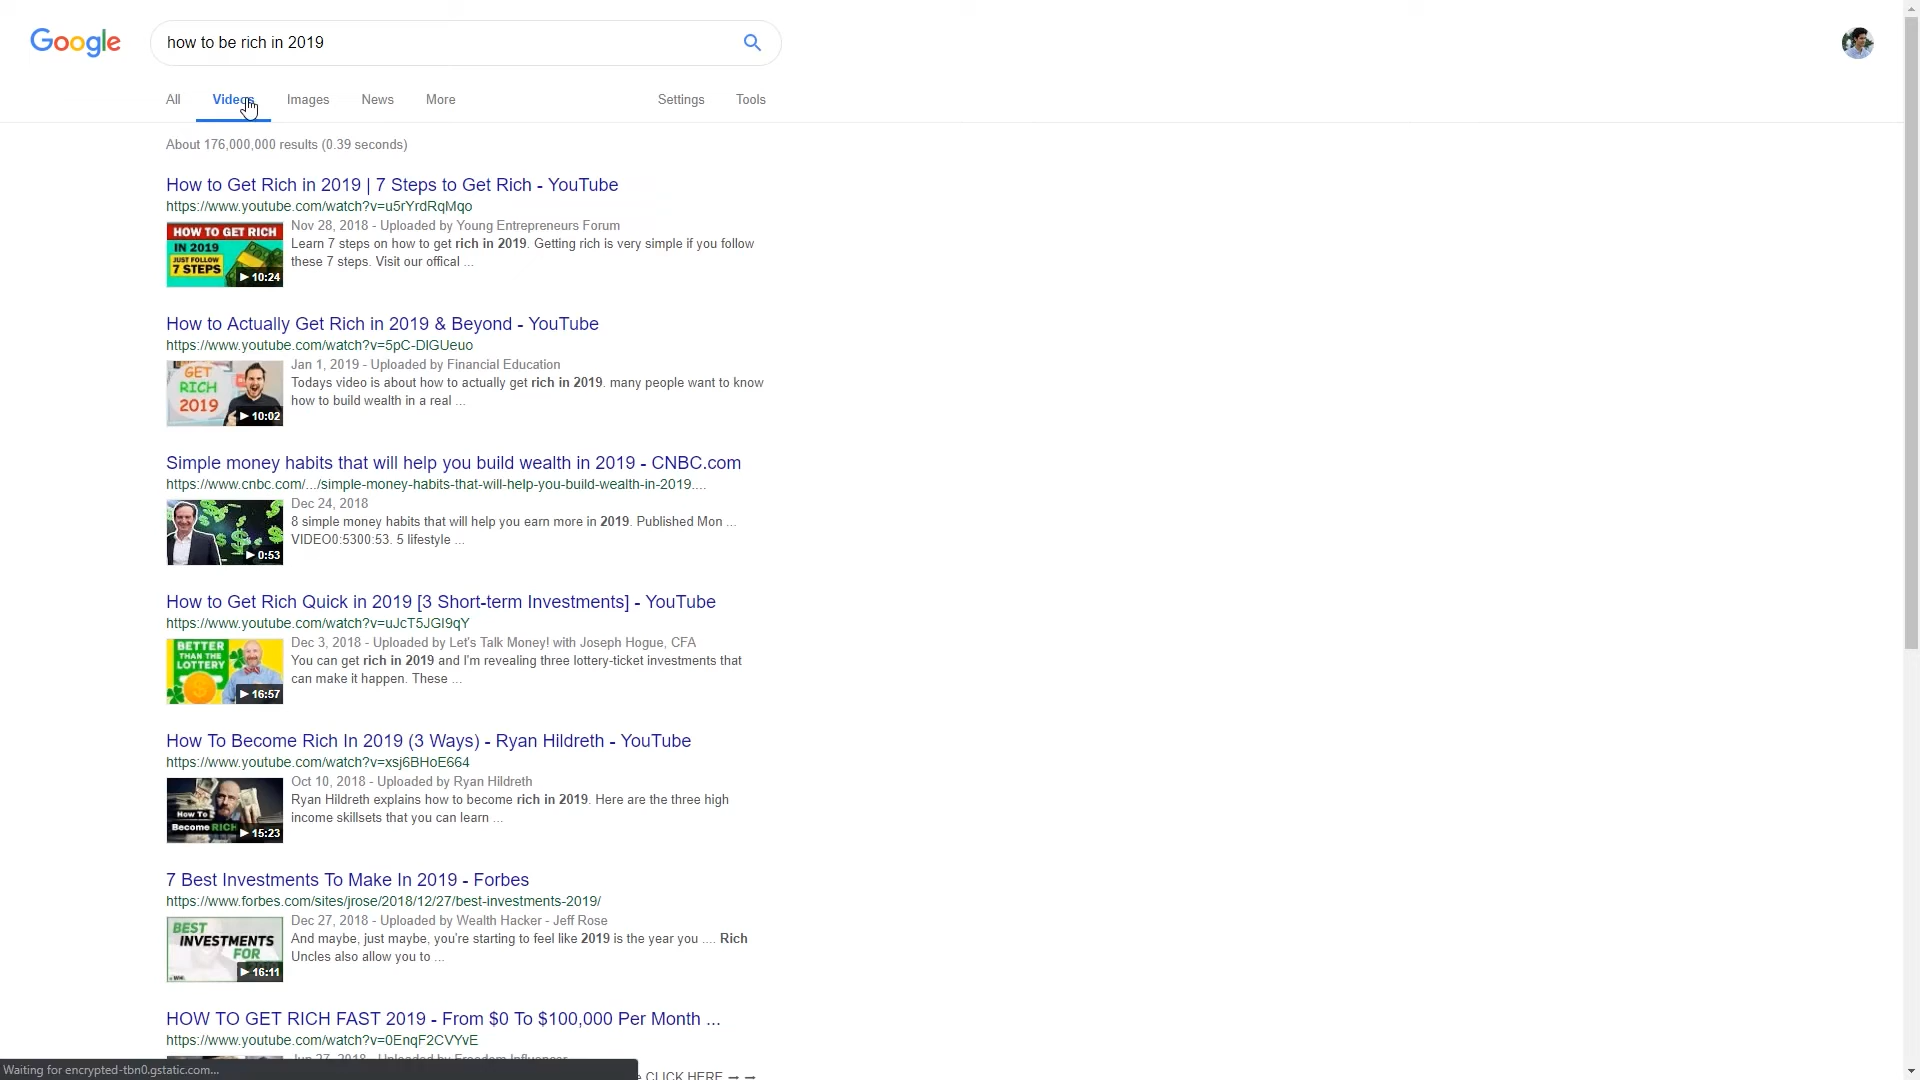 Google
how to be rich in 2019
All Videos Images News More Settings Tools
About 176,000,000 results (0.39 seconds)
How to Get Rich in 2019 | 7 Steps to Get Rich - YouTube
https://www.youtube.com/watch?v=u5rYrdRqMqo
HOW TO GET RICH
IN 2019
JUST FOLLOW
7 STEPS
10:24
Nov 28, 2018 - Uploaded by Young Entrepreneurs Forum
Learn 7 steps on how to get rich in 2019. Getting rich is very simple if you follow
these 7 steps. Visit our offical ...
How to Actually Get Rich in 2019 & Beyond - YouTube
https://www.youtube.com/watch?v=5pC-DIGUeuo
GET
RICH
2019
10:02
Jan 1, 2019 - Uploaded by Financial Education
Todays video is about how to actually get rich in 2019. many people want to know
how to build wealth in a real ...
Simple money habits that will help you build wealth in 2019 - CNBC.com
https://www.cnbc.com/.../simple-money-habits-that-will-help-you-build-wealth-in-2019....
0:53
Dec 24, 2018
8 simple money habits that will help you earn more in 2019. Published Mon ...
VIDEO0:5300:53. 5 lifestyle ...
How to Get Rich Quick in 2019 [3 Short-term Investments] - YouTube
https://www.youtube.com/watch?v=uJcT5JGI9qY
BETTER
THAN THE
LOTTERY
16:57
Dec 3, 2018 - Uploaded by Let's Talk Money! with Joseph Hogue, CFA
You can get rich in 2019 and I'm revealing three lottery-ticket investments that
can make it happen. These ...
How To Become Rich In 2019 (3 Ways) - Ryan Hildreth - YouTube
https://www.youtube.com/watch?v=xsj6BHoE664
How To
Become RICH
15:23
Oct 10, 2018 - Uploaded by Ryan Hildreth
Ryan Hildreth explains how to become rich in 2019. Here are the three high
income skillsets that you can learn ...
7 Best Investments To Make In 2019 - Forbes
https://www.forbes.com/sites/jrose/2018/12/27/best-investments-2019/
BEST
INVESTMENTS
FOR
16:11
Dec 27, 2018 - Uploaded by Wealth Hacker - Jeff Rose
And maybe, just maybe, you're starting to feel like 2019 is the year you .... Rich
Uncles also allow you to ...
HOW TO GET RICH FAST 2019 - From $0 To $100,000 Per Month ...
https://www.youtube.com/watch?v=0EnqF2CVYvE
Jun 27, 2018 - Uploaded by Freedom Influencer
CLICK HERE → →
Waiting for encrypted-tbn0.gstatic.com...